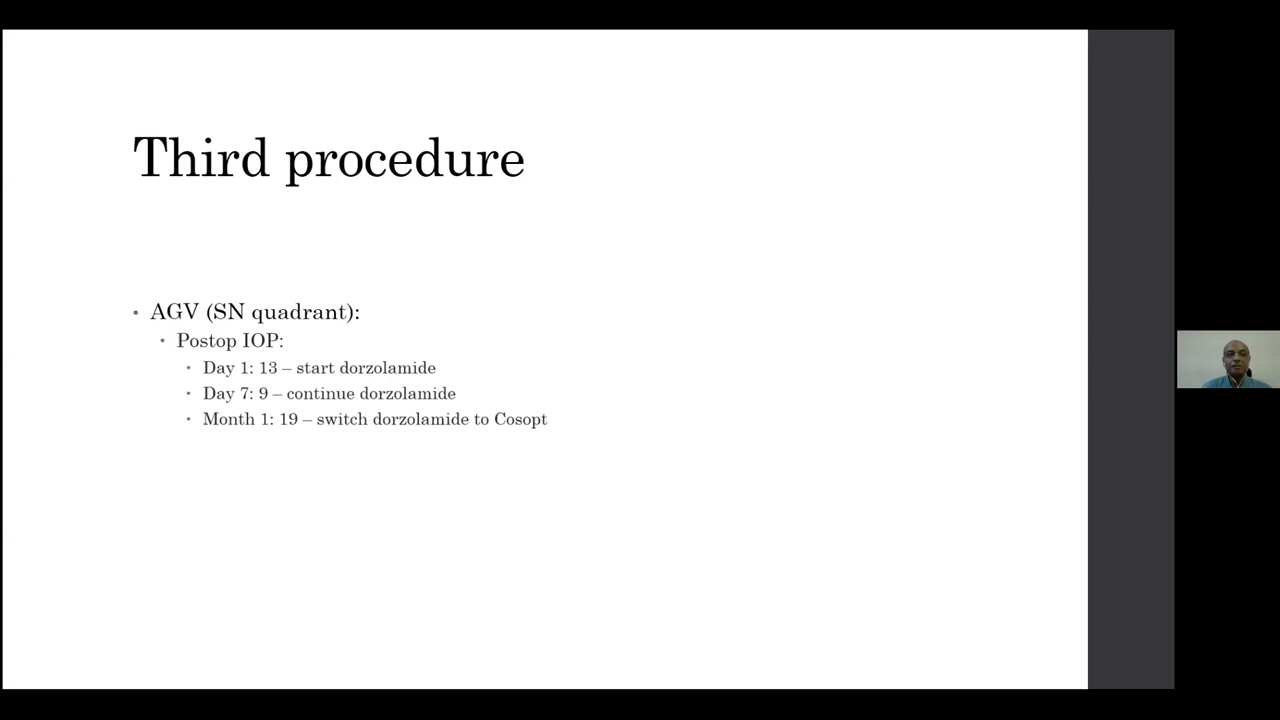 Third procedure
• AGV (SN quadrant):
• Postop IOP:
• Day 1: 13 – start dorzolamide
• Day 7: 9 – continue dorzolamide
• Month 1: 19 – switch dorzolamide to Cosopt